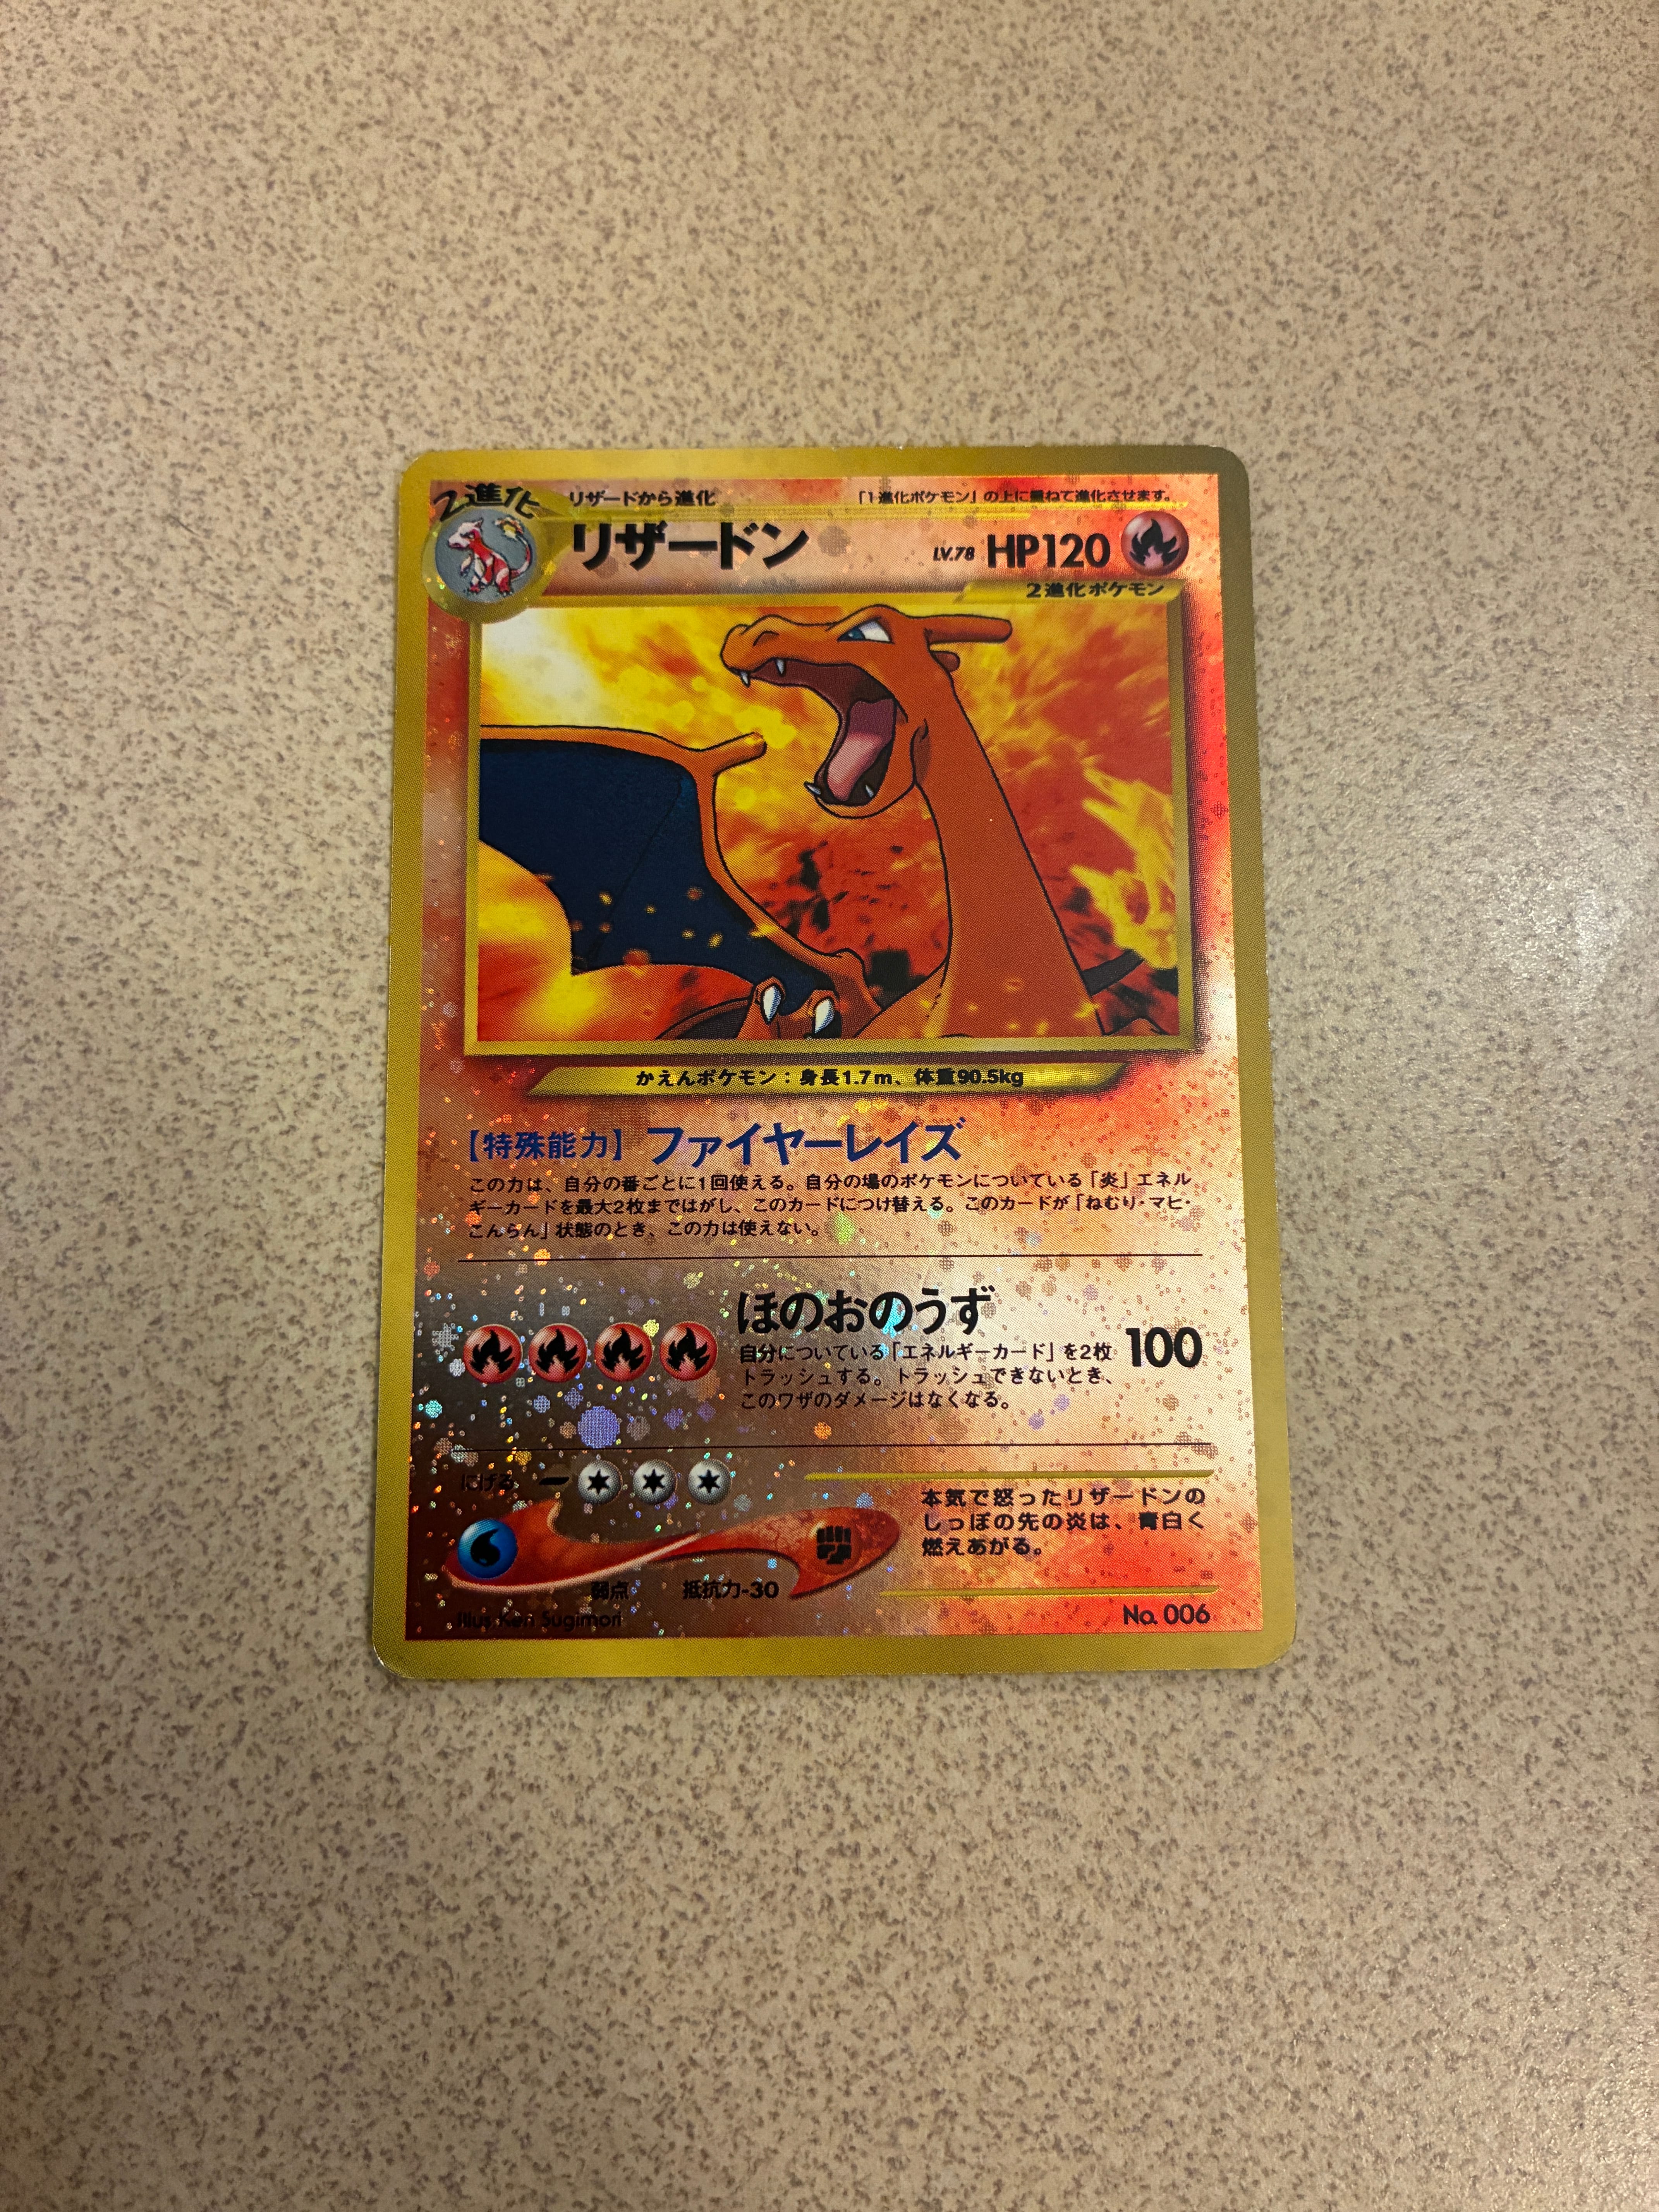 2進化
リザードから進化
「1進化ポケモン」の上に重ねて進化させます。
リザードン
LV.78 HP120
2進化ポケモン
かえんポケモン：身長1.7m、体重90.5kg
【特殊能力】ファイヤーレイズ
この力は、自分の番ごとに1回使える。自分の場のポケモンについている「炎」エネル
ギーカードを最大2枚まではがし、このカードにつけ替える。このカードが「ねむり・マヒ・
こんらん」状態のとき、この力は使えない。
ほのおのうず
自分についている「エネルギーカード」を2枚
トラッシュする。トラッシュできないとき、
このワザのダメージはなくなる。
100
にげる
本気で怒ったリザードンの
しっぽの先の炎は、青白く
燃えあがる。
弱点
抵抗力-30
Illus. Ken Sugimori
No. 006